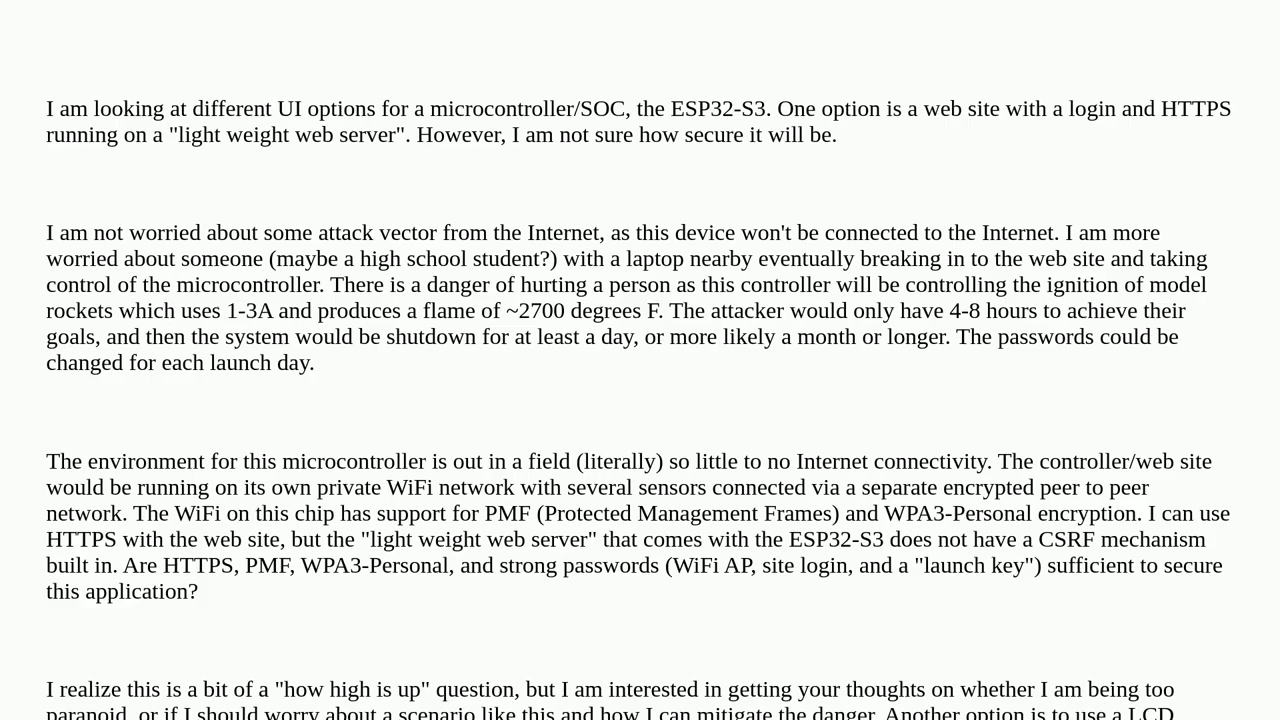 I am looking at different UI options for a microcontroller/SOC, the ESP32-S3. One option is a web site with a login and HTTPS
running on a "light weight web server". However, I am not sure how secure it will be.
I am not worried about some attack vector from the Internet, as this device won't be connected to the Internet. I am more
worried about someone (maybe a high school student?) with a laptop nearby eventually breaking in to the web site and taking
control of the microcontroller. There is a danger of hurting a person as this controller will be controlling the ignition of model
rockets which uses 1-3A and produces a flame of ~2700 degrees F. The attacker would only have 4-8 hours to achieve their
goals, and then the system would be shutdown for at least a day, or more likely a month or longer. The passwords could be
changed for each launch day.
The environment for this microcontroller is out in a field (literally) so little to no Internet connectivity. The controller/web site
would be running on its own private WiFi network with several sensors connected via a separate encrypted peer to peer
network. The WiFi on this chip has support for PMF (Protected Management Frames) and WPA3-Personal encryption. I can use
HTTPS with the web site, but the "light weight web server" that comes with the ESP32-S3 does not have a CSRF mechanism
built in. Are HTTPS, PMF, WPA3-Personal, and strong passwords (WiFi AP, site login, and a "launch key") sufficient to secure
this application?
I realize this is a bit of a "how high is up" question, but I am interested in getting your thoughts on whether I am being too
paranoid, or if I should worry about a scenario like this and how I can mitigate the danger. Another option is to use a LCD